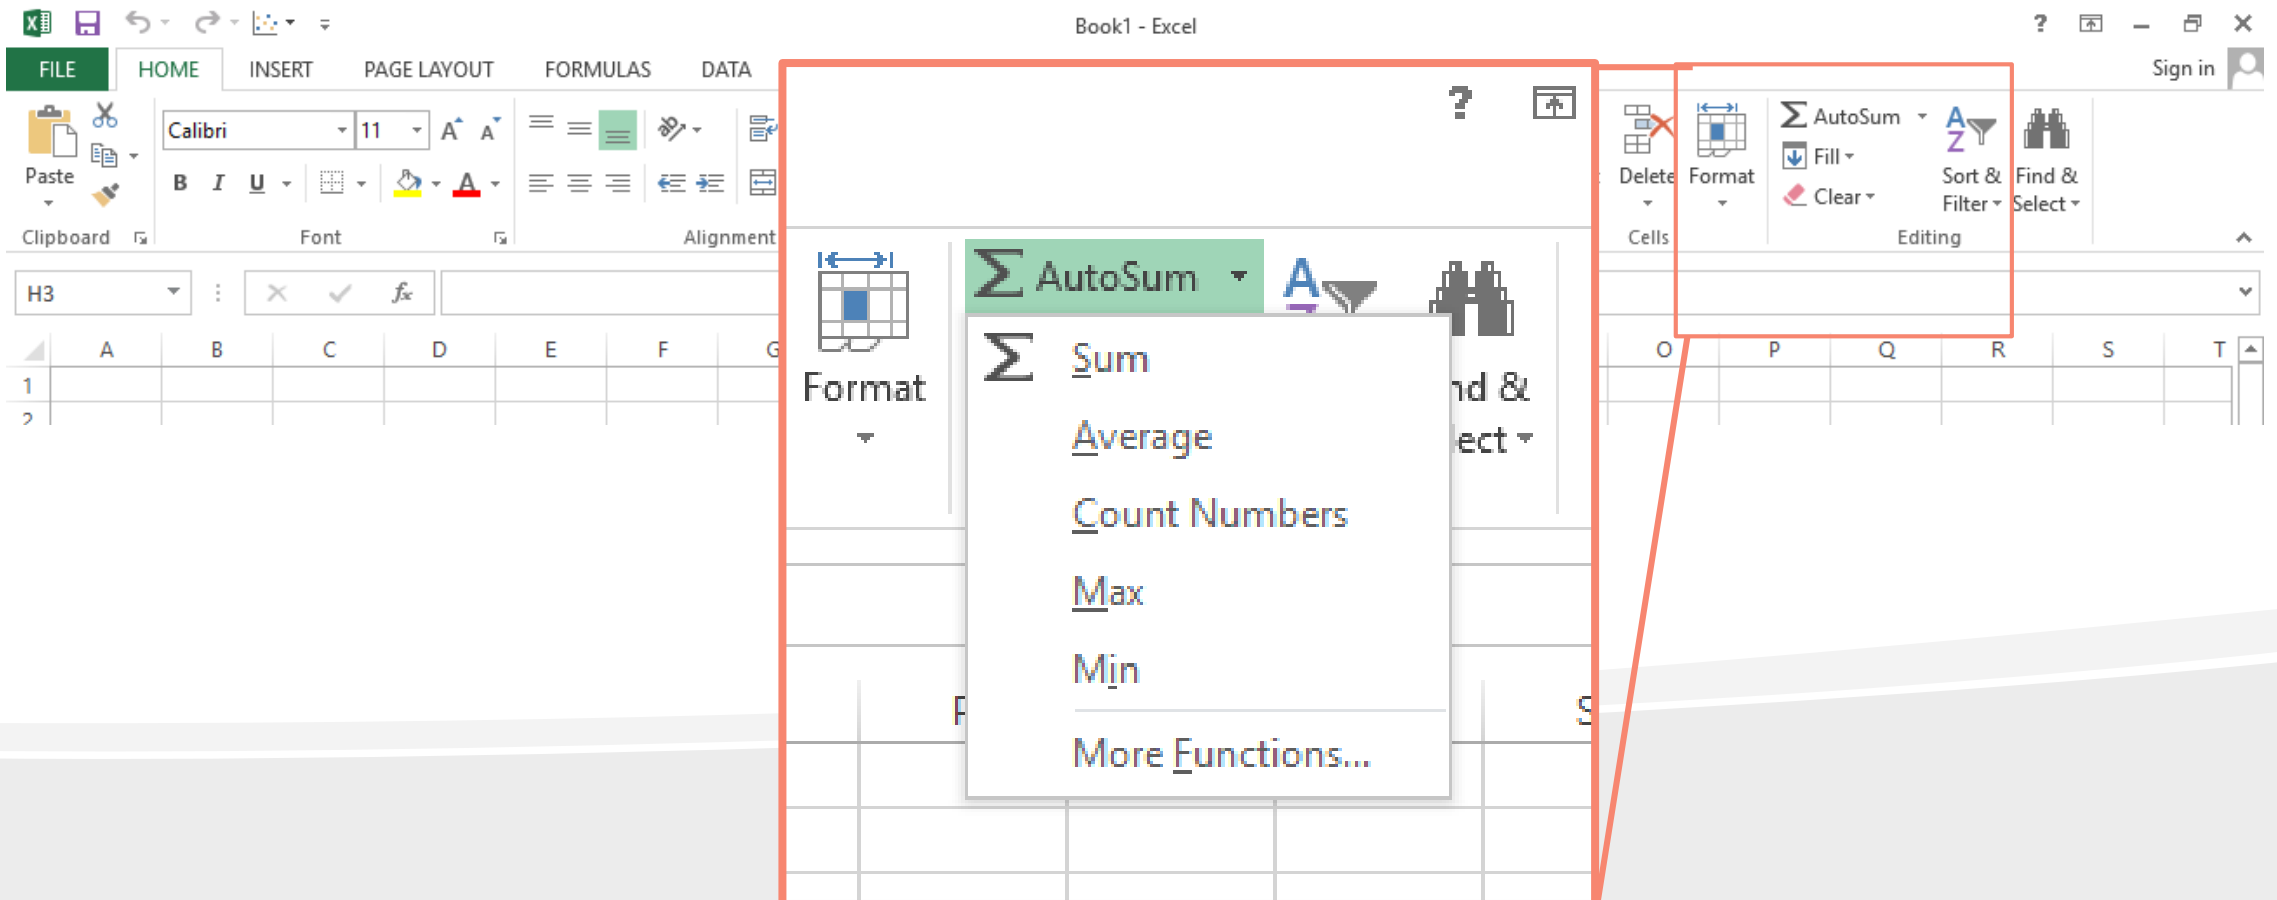 Book1 - Excel
?
FILE HOME INSERT PAGE LAYOUT FORMULAS DATA
Sign in
Calibri 11
Paste
B I U
Clipboard
Font
Alignment
Delete
Format
Cells
AutoSum
Fill
Clear
Sort &
Filter
Find &
Select
Editing
H3
fx
A B C D E F G O P Q R S T
1
2
?
Format
AutoSum
Sum
Average
Count Numbers
Max
Min
More Functions...
nd &
ect